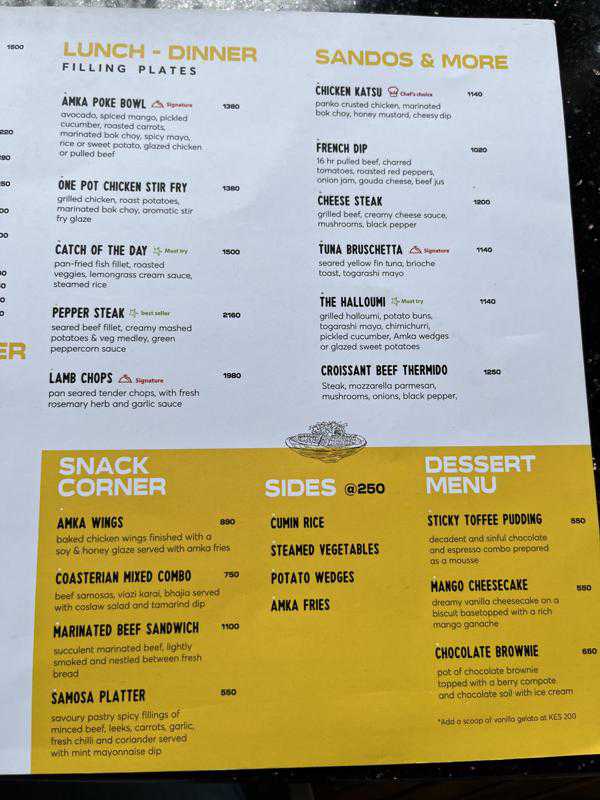 1500
220
ER
LUNCH - DINNER
FILLING PLATES
AMKA POKE BOWL Signature 1380
avocado, spiced mango, pickled
cucumber, roasted carrots,
marinated bok choy, spicy mayo,
rice or sweet potato, glazed chicken
or pulled beef
ONE POT CHICKEN STIR FRY 1380
grilled chicken, roast potatoes,
marinated bok choy, aromatic stir
fry glaze
CATCH OF THE DAY Must try 1500
pan-fried fish fillet, roasted
veggies, lemongrass cream sauce,
steamed rice
PEPPER STEAK best seller 2160
seared beef fillet, creamy mashed
potatoes & veg medley, green
peppercorn sauce
LAMB CHOPS Signature 1980
pan seared tender chops, with fresh
rosemary herb and garlic sauce
SANDOS & MORE
CHICKEN KATSU Chef's choice 1140
panko crusted chicken, marinated
bok choy, honey mustard, cheesy dip
FRENCH DIP 1020
16 hr pulled beef, charred
tomatoes, roasted red peppers,
onion jam, gouda cheese, beef jus
CHEESE STEAK 1200
grilled beef, creamy cheese sauce,
mushrooms, black pepper
TUNA BRUSCHETTA Signature 1140
seared yellow fin tuna, brioche
toast, togarashi mayo
THE HALLOUMI Must try 1140
grilled halloumi, potato buns,
togarashi maya, chimichurri,
pickled cucumber, Amka wedges
or glazed sweet potatoes
CROISSANT BEEF THERMIDO 1250
Steak, mozzarella parmesan,
mushrooms, onions, black pepper,
SNACK
CORNER
AMKA WINGS 890
baked chicken wings finished with a
soy & honey glaze served with amka fries
COASTERIAN MIXED COMBO 750
beef samosas, viazi karai, bhajia served
with coslaw salad and tamarind dip
MARINATED BEEF SANDWICH 1100
succulent marinated beef, lightly
smoked and nestled between fresh
bread
SAMOSA PLATTER 550
savoury pastry spicy fillings of
minced beef, leeks, carrots, garlic,
fresh chilli and coriander served
with mint mayonnaise dip
SIDES @250
CUMIN RICE
STEAMED VEGETABLES
POTATO WEDGES
AMKA FRIES
DESSERT
MENU
STICKY TOFFEE PUDDING 550
decadent and sinful chocolate
and espresso combo prepared
as a mousse
MANGO CHEESECAKE 550
dreamy vanilla cheesecake on a
biscuit basetopped with a rich
mango ganache
CHOCOLATE BROWNIE 650
pot of chocolate brownie
topped with a berry compote
and chocolate soil with ice cream
*Add a scoop of vanilla gelato at KES 200